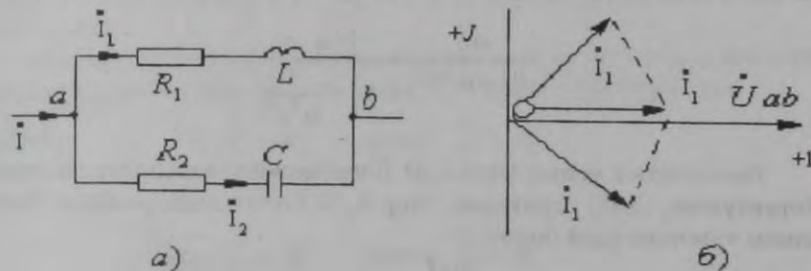 İ₁
R₁
L
a
b
İ
R₂
C
İ₂
а)
+J
İ₁
İ₁
U̇ ab
+1
İ₁
б)